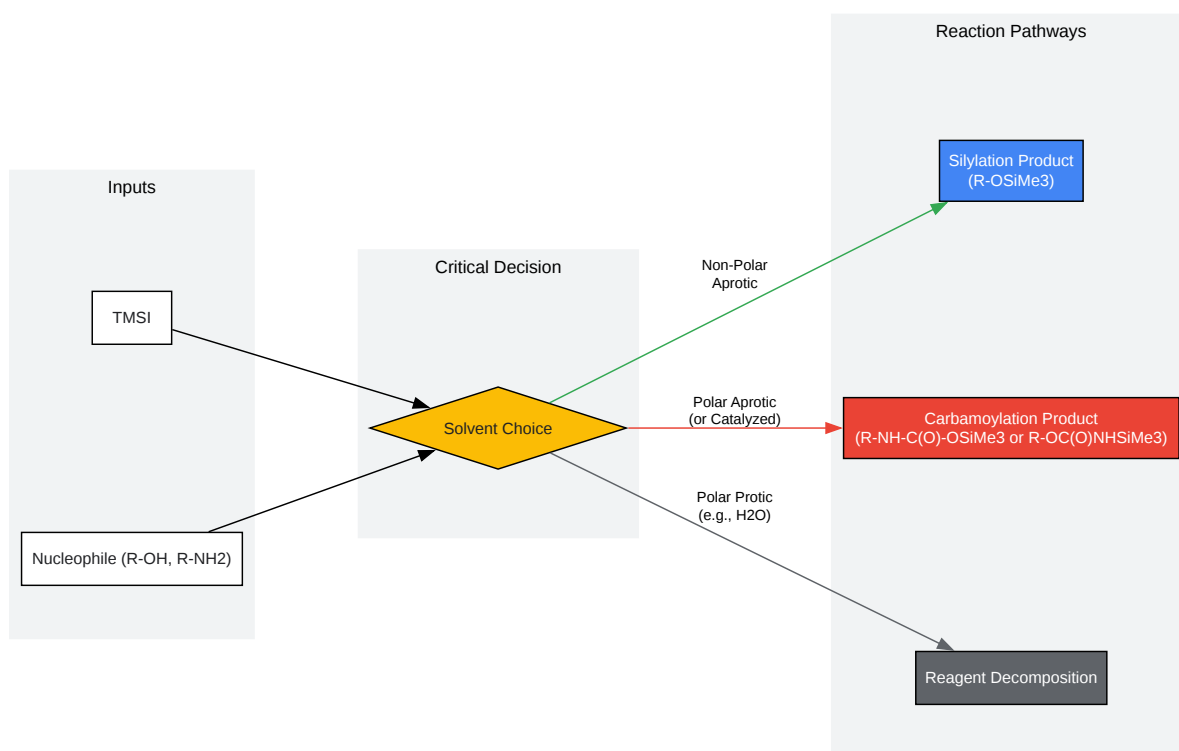 Reaction Pathways
Silylation Product
(R-OSiMe3)
Inputs
Critical Decision
Non-Polar
Aprotic
TMSI
Solvent Choice
Polar Aprotic
(or Catalyzed)
Carbamoylation Product
(R-NH-C(O)-OSiMe3 or R-OC(O)NHSiMe3)
Polar Protic
(e.g., H2O)
Nucleophile (R-OH, R-NH2)
Reagent Decomposition